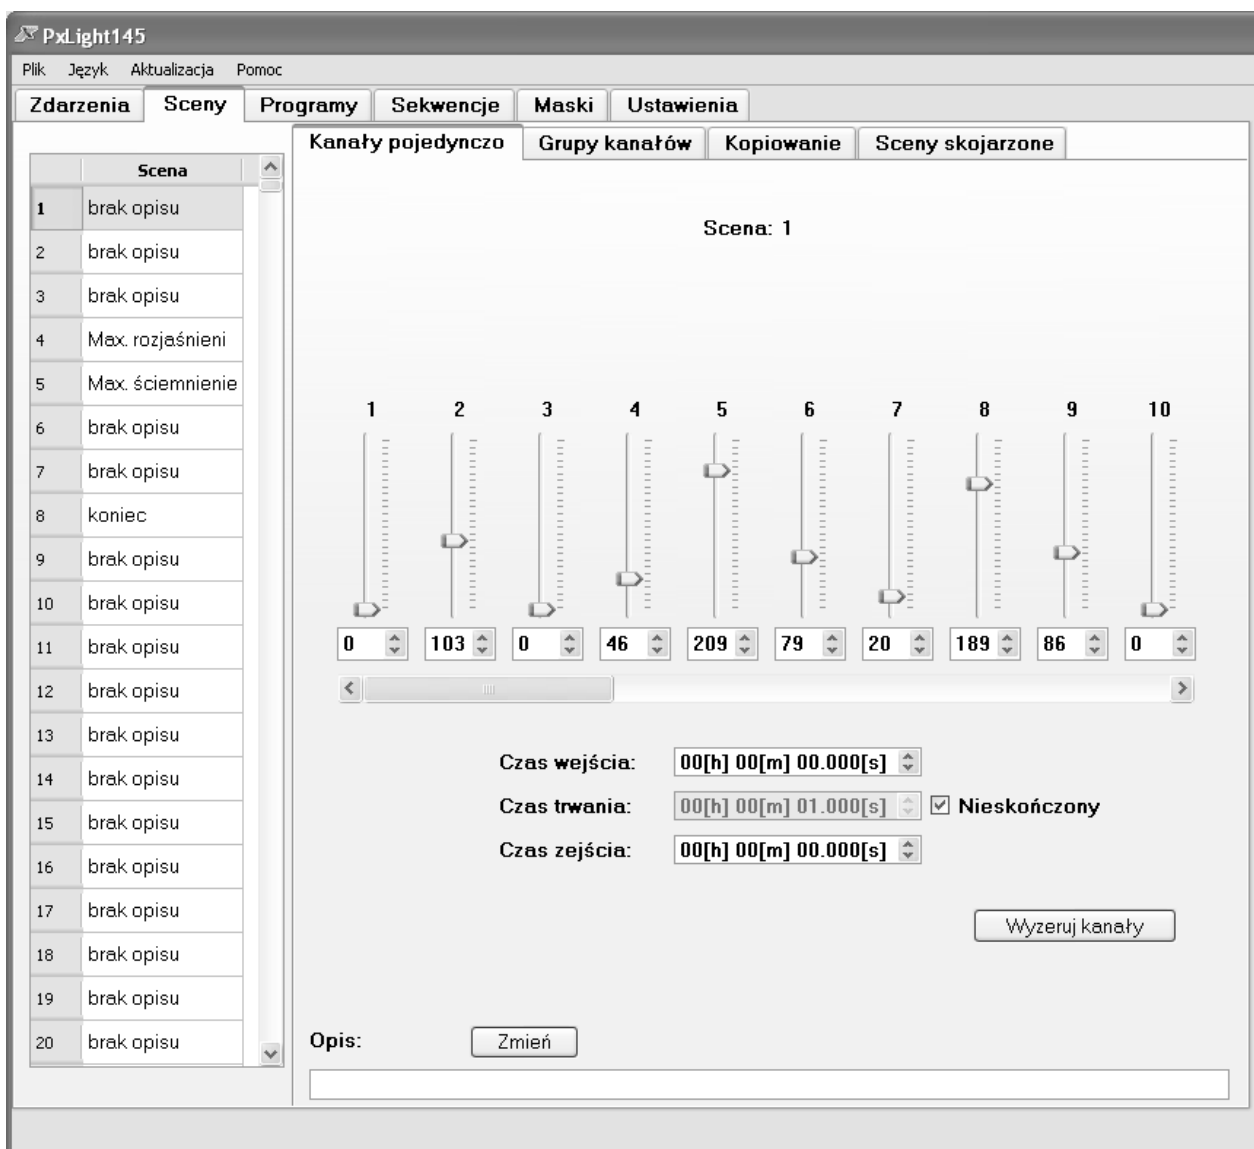 PxLight145
Plik Język Aktualizacja Pomoc
Zdarzenia Sceny Programy Sekwencje Maski Ustawienia
Kanały pojedynczo Grupy kanałów Kopiowanie Sceny skojarzone
Scena
1 brak opisu
2 brak opisu
3 brak opisu
4 Max. rozjaśnieni
5 Max. ściemnienie
6 brak opisu
7 brak opisu
8 koniec
9 brak opisu
10 brak opisu
11 brak opisu
12 brak opisu
13 brak opisu
14 brak opisu
15 brak opisu
16 brak opisu
17 brak opisu
18 brak opisu
19 brak opisu
20 brak opisu
Scena: 1
1 2 3 4 5 6 7 8 9 10
0 103 0 46 209 79 20 189 86 0
Czas wejścia: 00[h] 00[m] 00.000[s]
Czas trwania: 00[h] 00[m] 01.000[s] Nieskończony
Czas zejścia: 00[h] 00[m] 00.000[s]
Wyzeruj kanały
Opis: Zmień